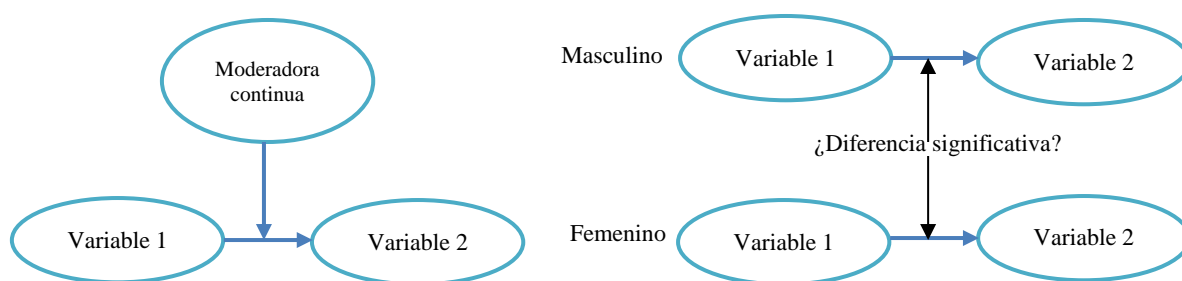 Moderadora
continua
Variable 1
Variable 2
Masculino
Variable 1
Variable 2
¿Diferencia significativa?
Femenino
Variable 1
Variable 2